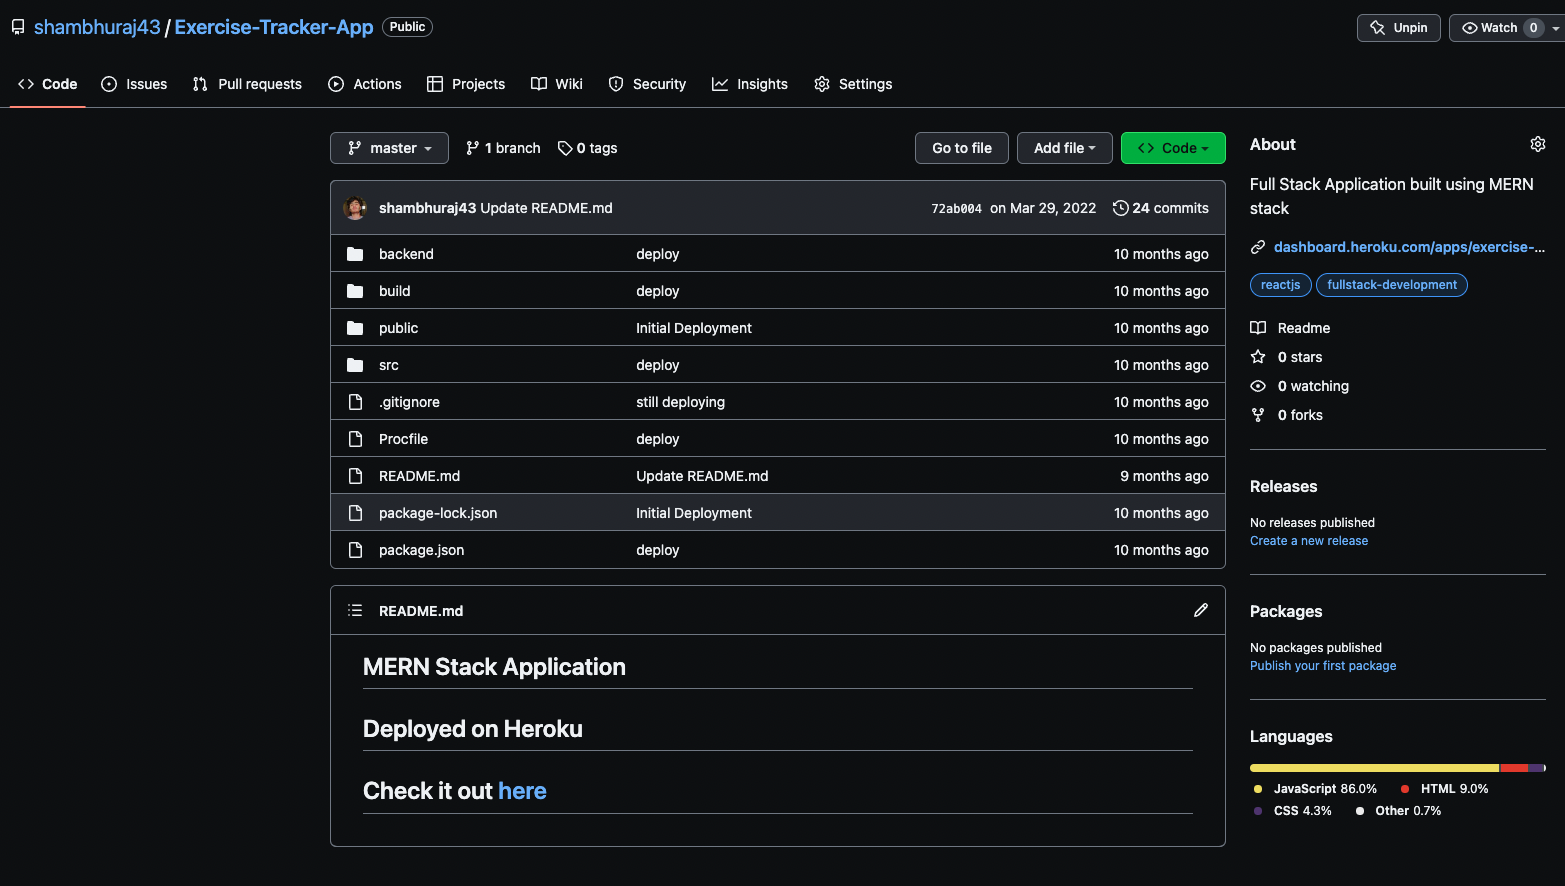 shambhuraj43 / Exercise-Tracker-App Public
Unpin Watch 0
Code Issues Pull requests Actions Projects Wiki Security Insights Settings
master 1 branch 0 tags Go to file Add file Code
shambhuraj43 Update README.md 72ab004 on Mar 29, 2022 24 commits
backend deploy 10 months ago
build deploy 10 months ago
public Initial Deployment 10 months ago
src deploy 10 months ago
.gitignore still deploying 10 months ago
Procfile deploy 10 months ago
README.md Update README.md 9 months ago
package-lock.json Initial Deployment 10 months ago
package.json deploy 10 months ago
README.md
MERN Stack Application
Deployed on Heroku
Check it out here
About
Full Stack Application built using MERN
stack
dashboard.heroku.com/apps/exercise-...
reactjs fullstack-development
Readme
0 stars
0 watching
0 forks
Releases
No releases published
Create a new release
Packages
No packages published
Publish your first package
Languages
JavaScript 86.0% HTML 9.0%
CSS 4.3% Other 0.7%